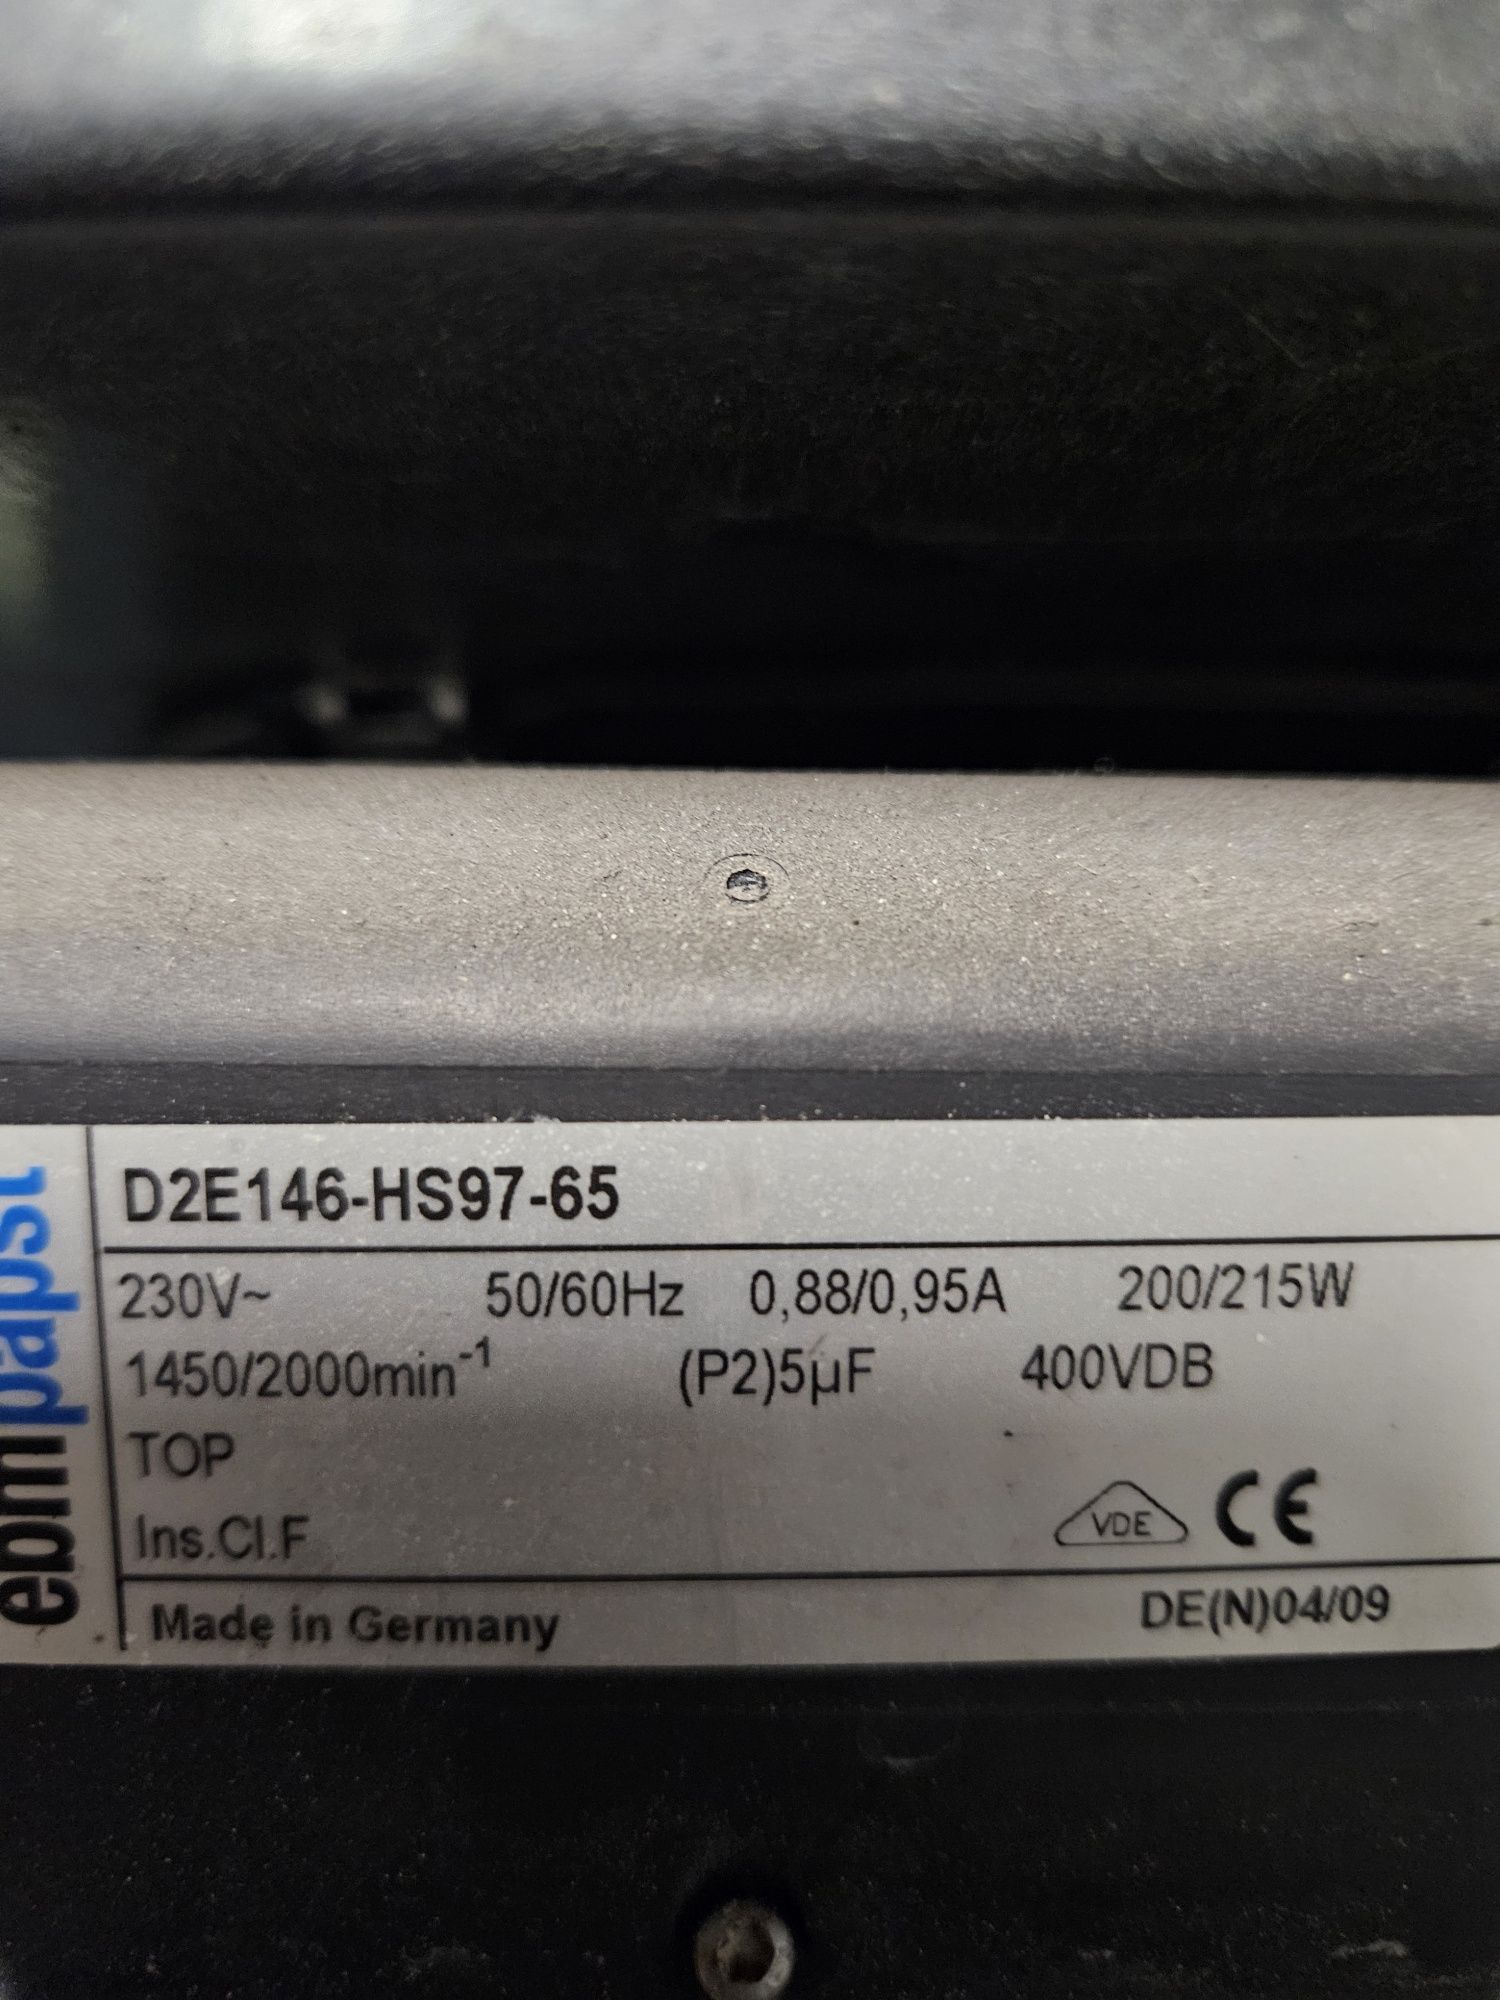 ebmpapst
D2E146-HS97-65
230V~ 50/60Hz 0,88/0,95A 200/215W
1450/2000min⁻¹ (P2)5µF 400VDB
TOP
Ins.Cl.F
VDE CE
Made in Germany DE(N)04/09